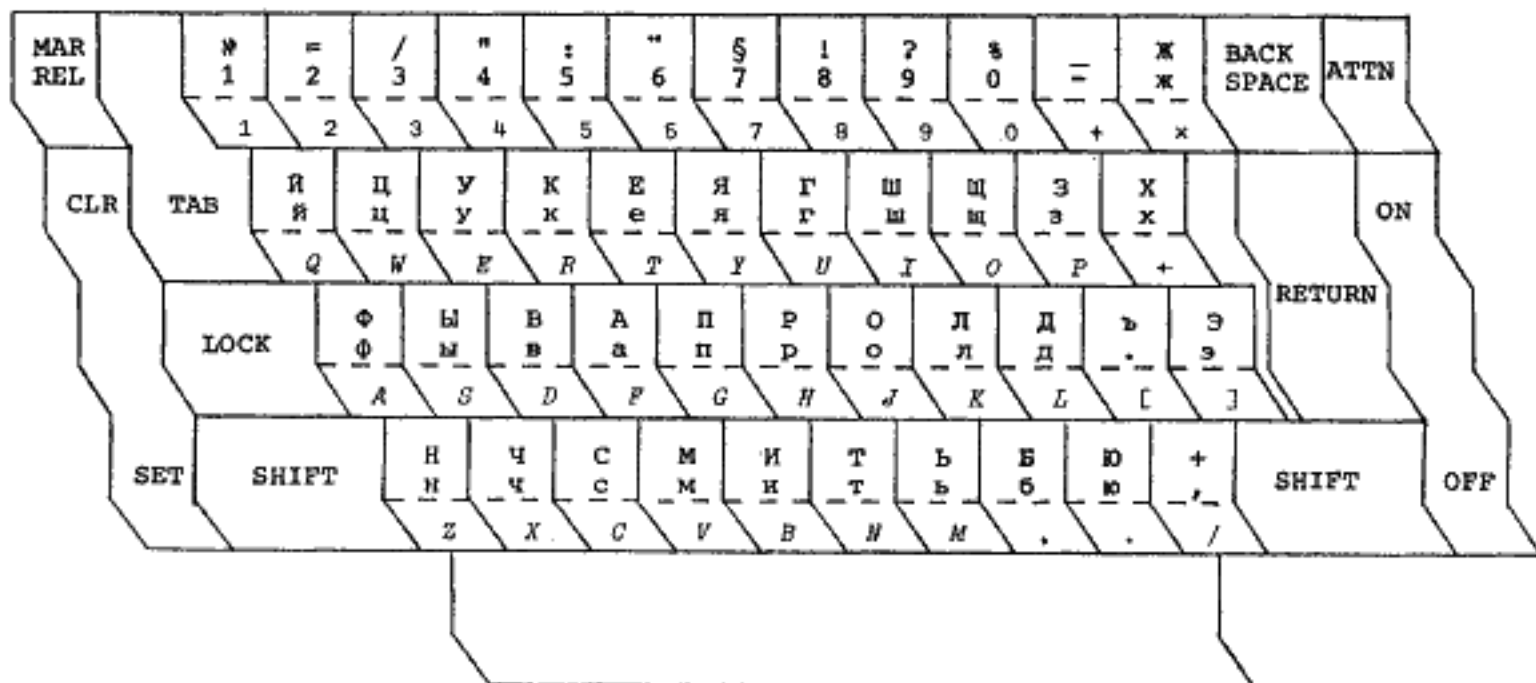 MAR № = / " : " § ! ? % _ Ж BACK ATTN
REL 1 2 3 4 5 6 7 8 9 0 - ж SPACE
1 2 3 4 5 6 7 8 9 0 + ×
CLR TAB Й Ц У К Е Я Г Ш Щ З Х ON
й ц у к е я г ш щ з х
Q W E R T Y U I O P ← RETURN
LOCK Ф Ы В А П Р О Л Д ъ Э
ф ы в а п р о л д . э
A S D F G H J K L [ ]
SET SHIFT Н Ч С М И Т Ь Б Ю + SHIFT OFF
н ч с м и т ь б ю ,
Z X C V B N M , . /